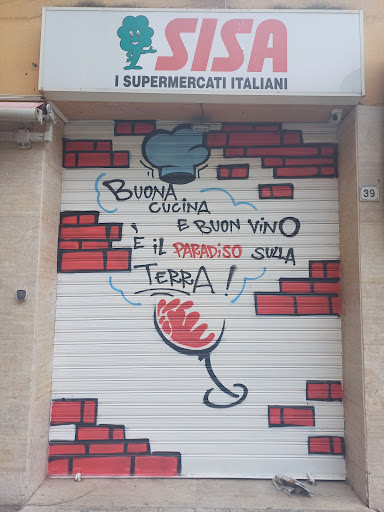 SISA
I SUPERMERCATI ITALIANI
39
BUONA
CUCINA
E BUON VINO
È IL PARADISO SULLA
TERRA!